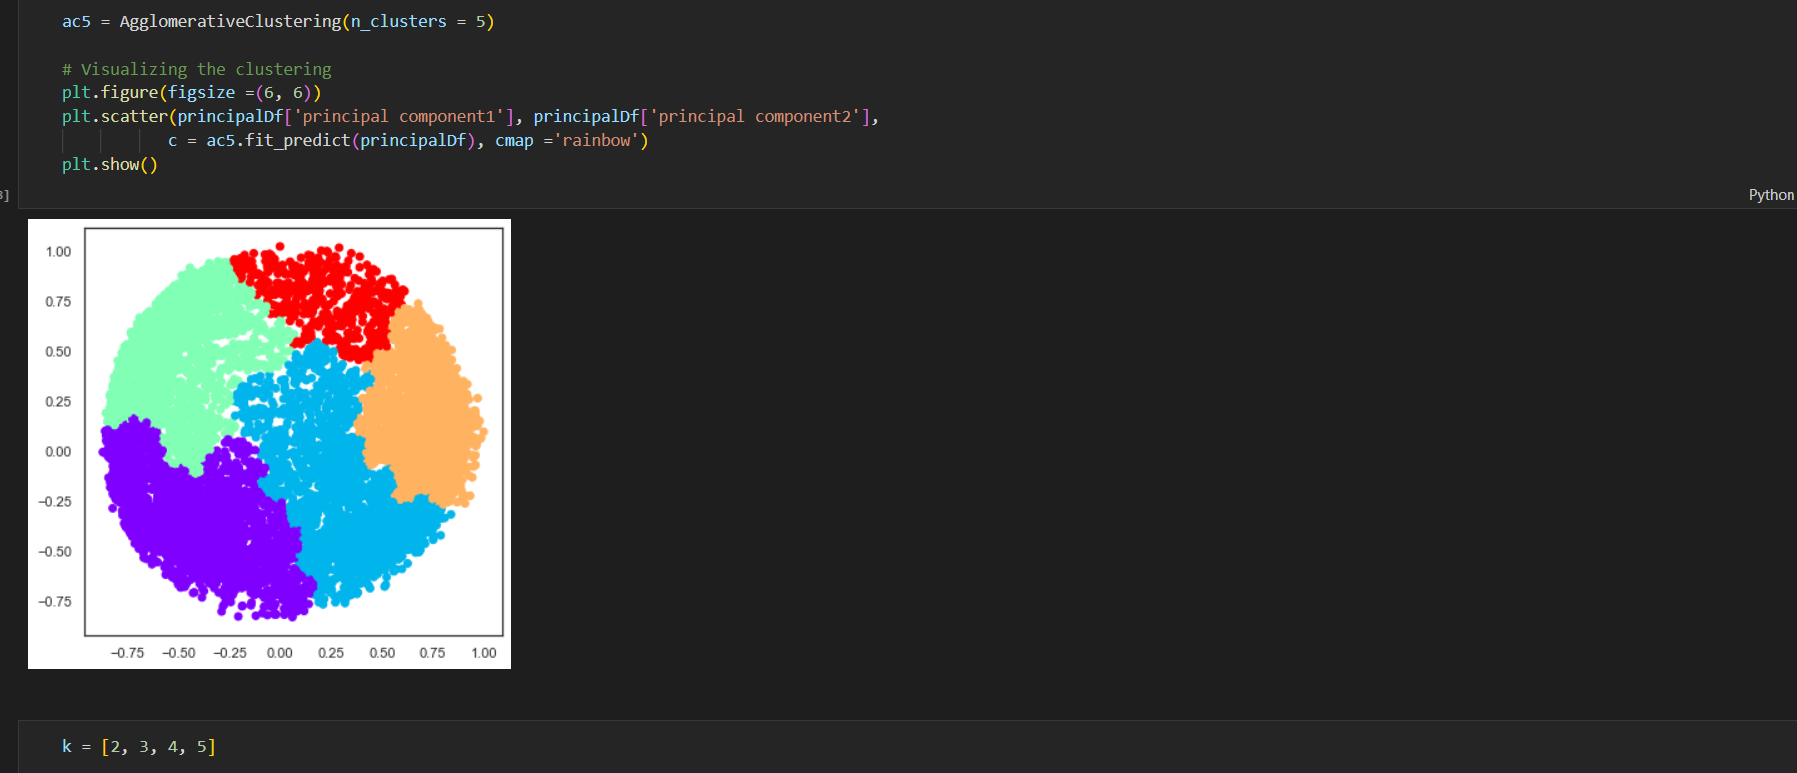 ac5 = AgglomerativeClustering(n_clusters = 5)
# Visualizing the clustering
plt.figure(figsize =(6, 6))
plt.scatter(principalDf['principal component1'], principalDf['principal component2'],
c = ac5.fit_predict(principalDf), cmap ='rainbow')
plt.show()
]
Python
1.00
0.75
0.50
0.25
0.00
−0.25
−0.50
−0.75
−0.75 −0.50 −0.25 0.00 0.25 0.50 0.75 1.00
k = [2, 3, 4, 5]